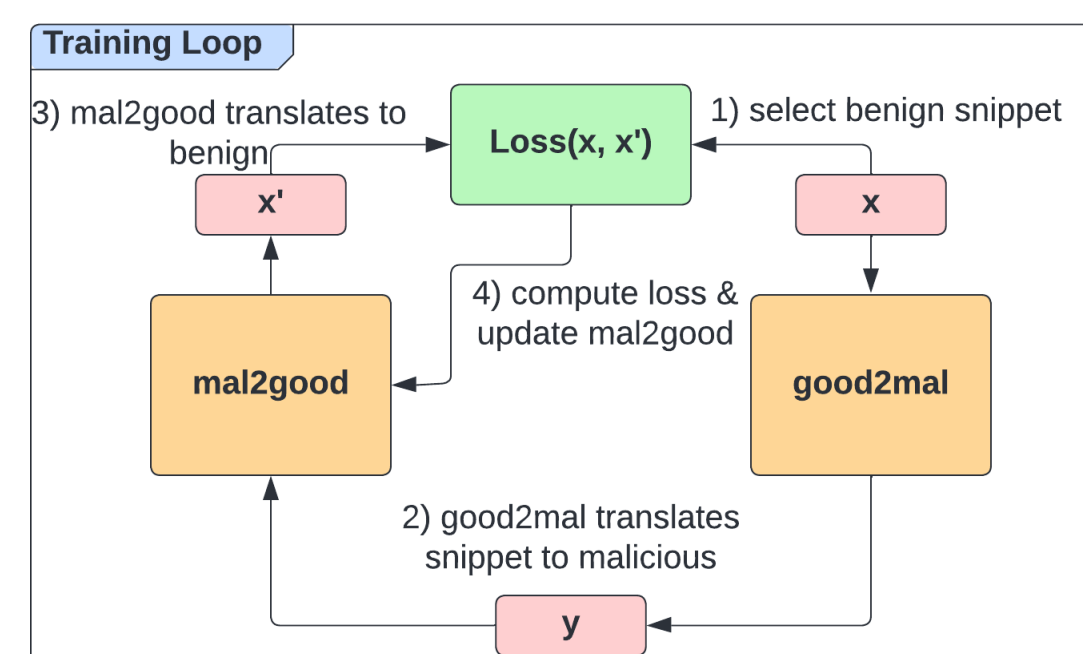 Training Loop
3) mal2good translates to
benign
Loss(x, x')
1) select benign snippet
x'
x
4) compute loss &
update mal2good
mal2good
good2mal
2) good2mal translates
snippet to malicious
y